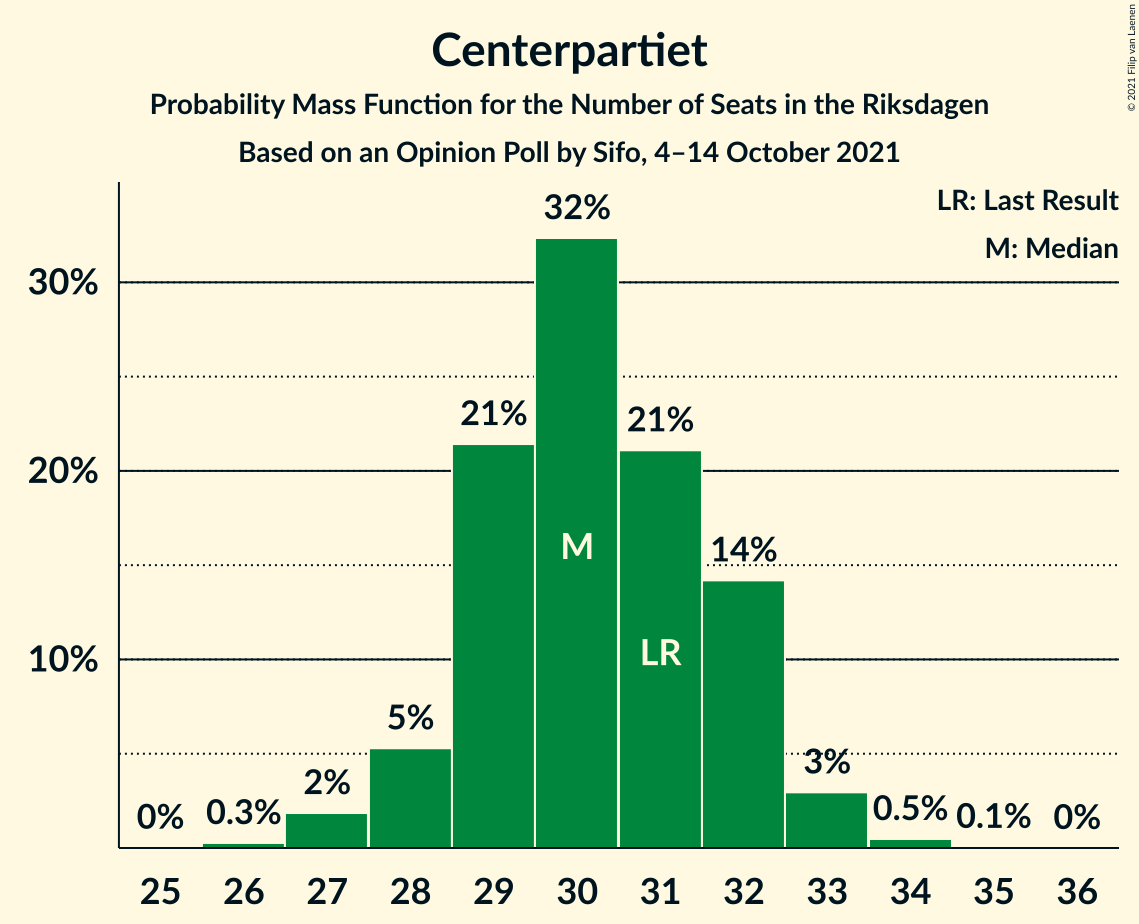 Centerpartiet
Probability Mass Function for the Number of Seats in the Riksdagen
Based on an Opinion Poll by Sifo, 4–14 October 2021
© 2021 Filip van Laenen
LR: Last Result
M: Median
30%
20%
10%
0%
0.3%
2%
5%
21%
32%
21%
14%
3%
0.5%
0.1%
0%
M
LR
25 26 27 28 29 30 31 32 33 34 35 36